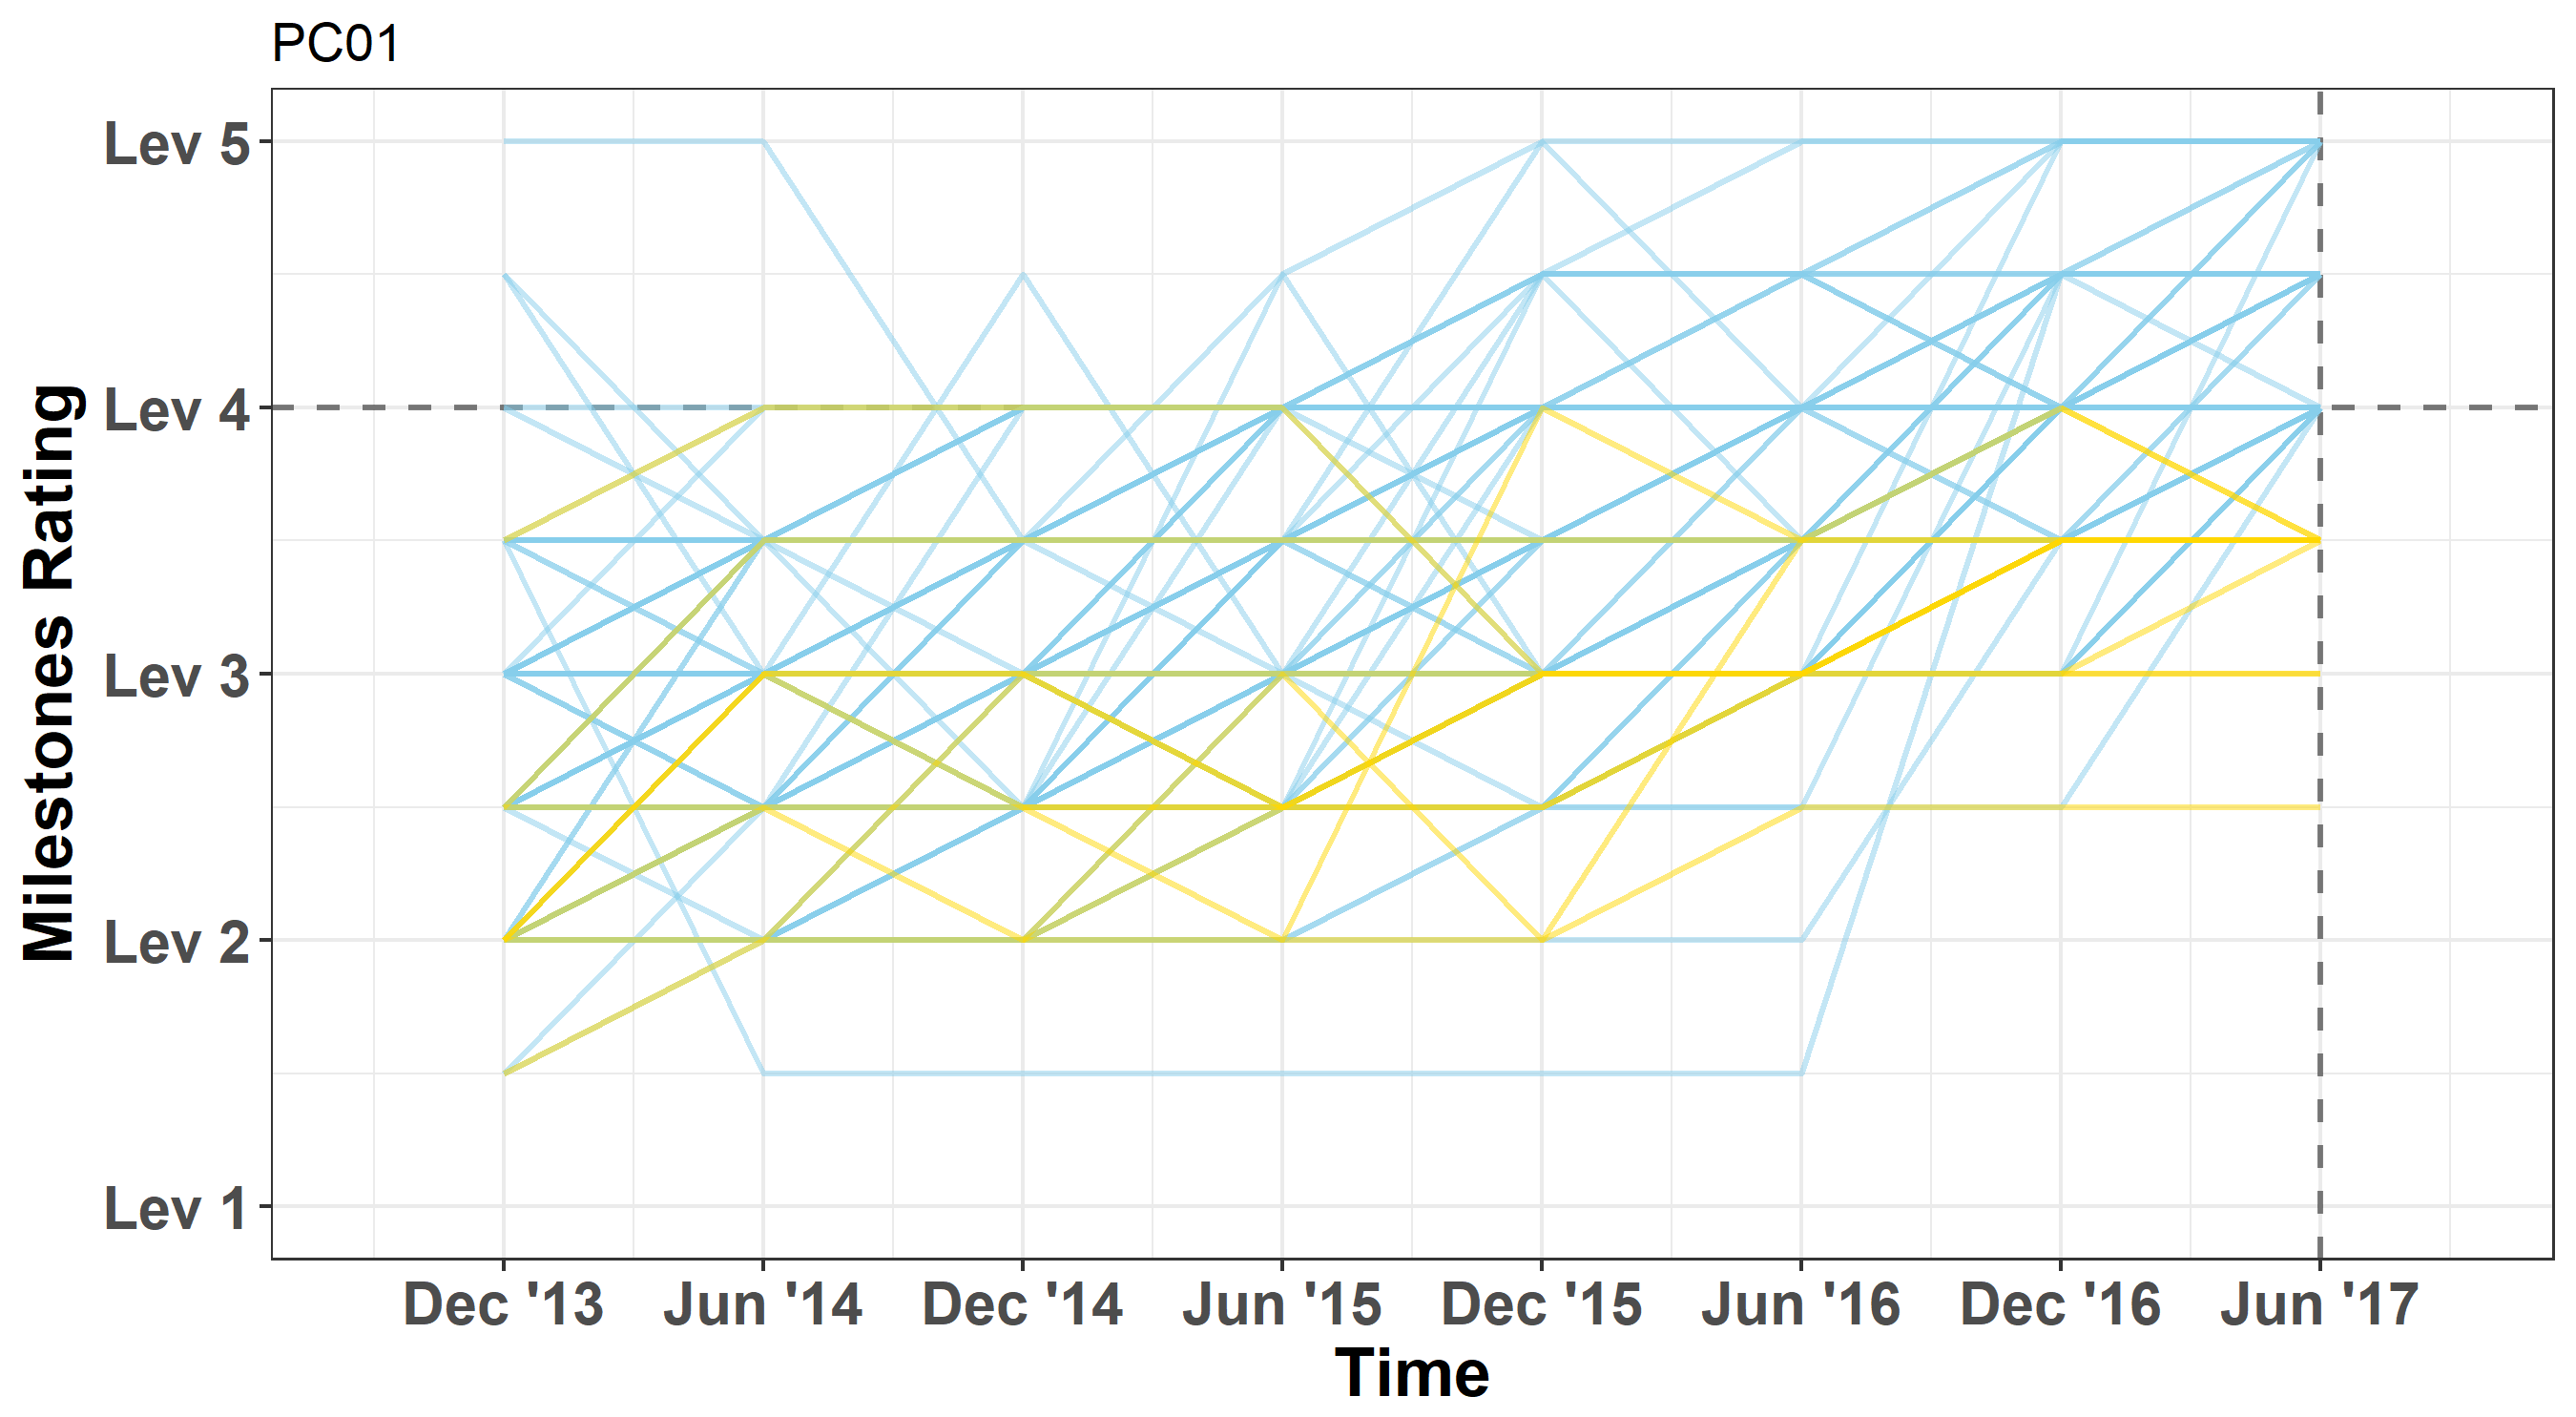 PC01
Milestones Rating
Lev 5
Lev 4
Lev 3
Lev 2
Lev 1
Dec '13 Jun '14 Dec '14 Jun '15 Dec '15 Jun '16 Dec '16 Jun '17
Time